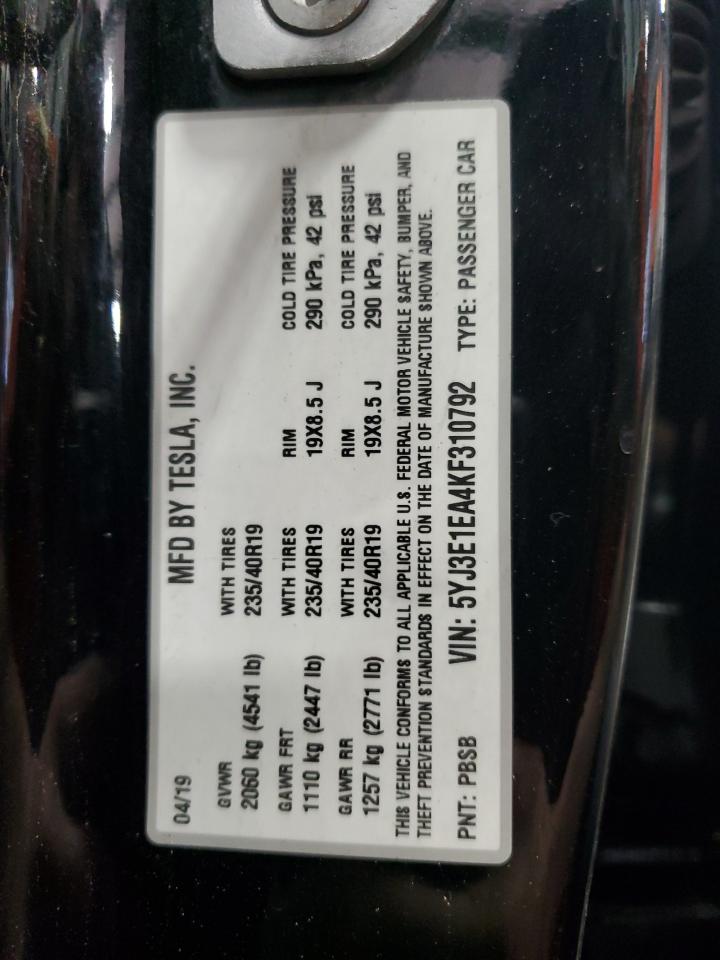 MFD BY TESLA, INC.
04/19
GVWR WITH TIRES
2060 kg (4541 lb) 235/40R19
GAWR FRT WITH TIRES RIM COLD TIRE PRESSURE
1110 kg (2447 lb) 235/40R19 19X8.5 J 290 kPa, 42 psi
GAWR RR WITH TIRES RIM COLD TIRE PRESSURE
1257 kg (2771 lb) 235/40R19 19X8.5 J 290 kPa, 42 psi
THIS VEHICLE CONFORMS TO ALL APPLICABLE U.S. FEDERAL MOTOR VEHICLE SAFETY, BUMPER, AND
THEFT PREVENTION STANDARDS IN EFFECT ON THE DATE OF MANUFACTURE SHOWN ABOVE.
PNT: PBSB VIN: 5YJ3E1EA4KF310792 TYPE: PASSENGER CAR